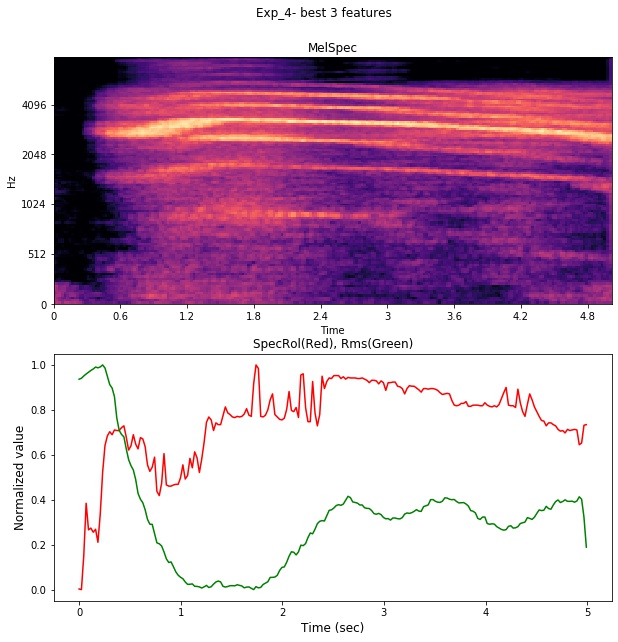 Exp_4- best 3 features
MelSpec
4096
2048
1024
512
0
Hz
0 0.6 1.2 1.8 2.4 3 3.6 4.2 4.8
Time
SpecRol(Red), Rms(Green)
1.0
0.8
0.6
0.4
0.2
0.0
Normalized value
0 1 2 3 4 5
Time (sec)